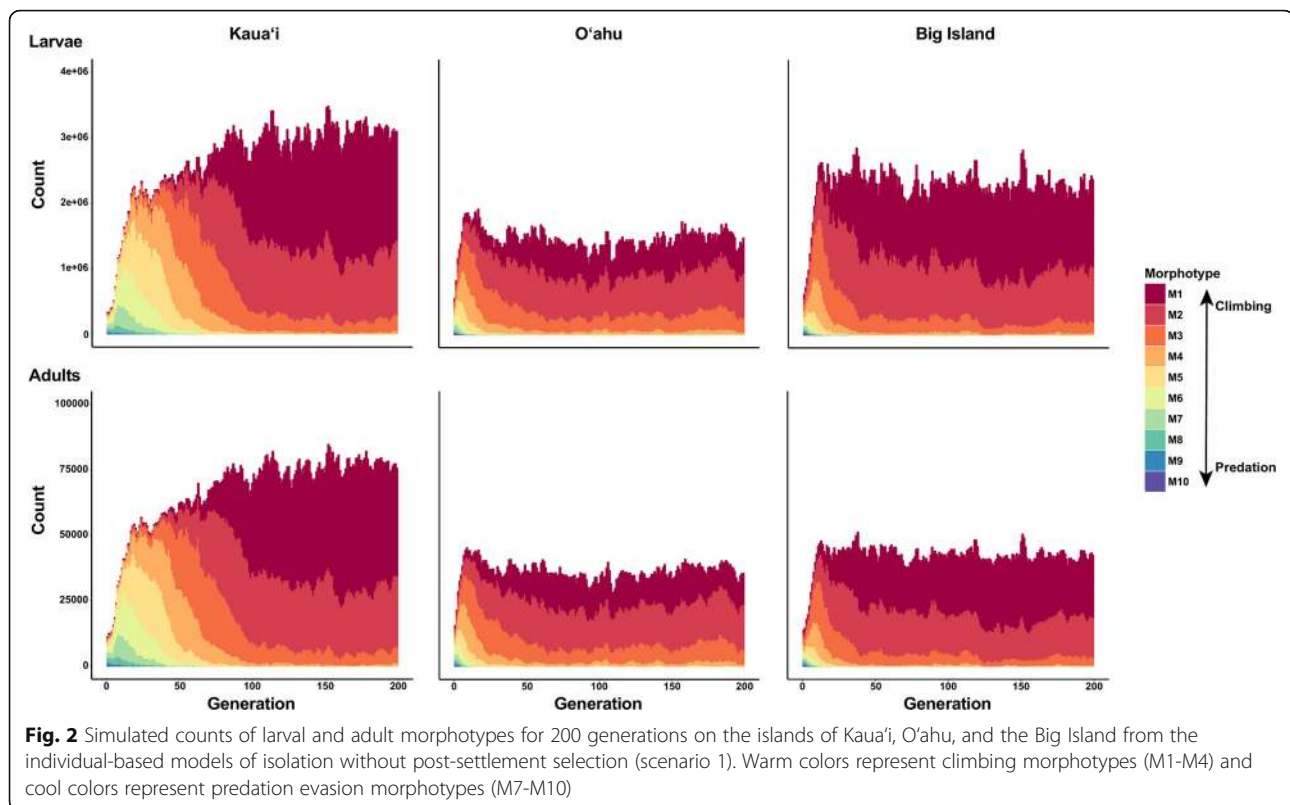 Kaua‘i
O‘ahu
Big Island
Larvae
4e+06
3e+06
2e+06
1e+06
0
Count
Adults
100000
75000
50000
25000
0
Count
0 50 100 150 200
0 50 100 150 200
0 50 100 150 200
Generation
Generation
Generation
Morphotype
M1
M2
M3
M4
M5
M6
M7
M8
M9
M10
Climbing
Predation
Fig. 2 Simulated counts of larval and adult morphotypes for 200 generations on the islands of Kaua‘i, O‘ahu, and the Big Island from the
individual-based models of isolation without post-settlement selection (scenario 1). Warm colors represent climbing morphotypes (M1-M4) and
cool colors represent predation evasion morphotypes (M7-M10)